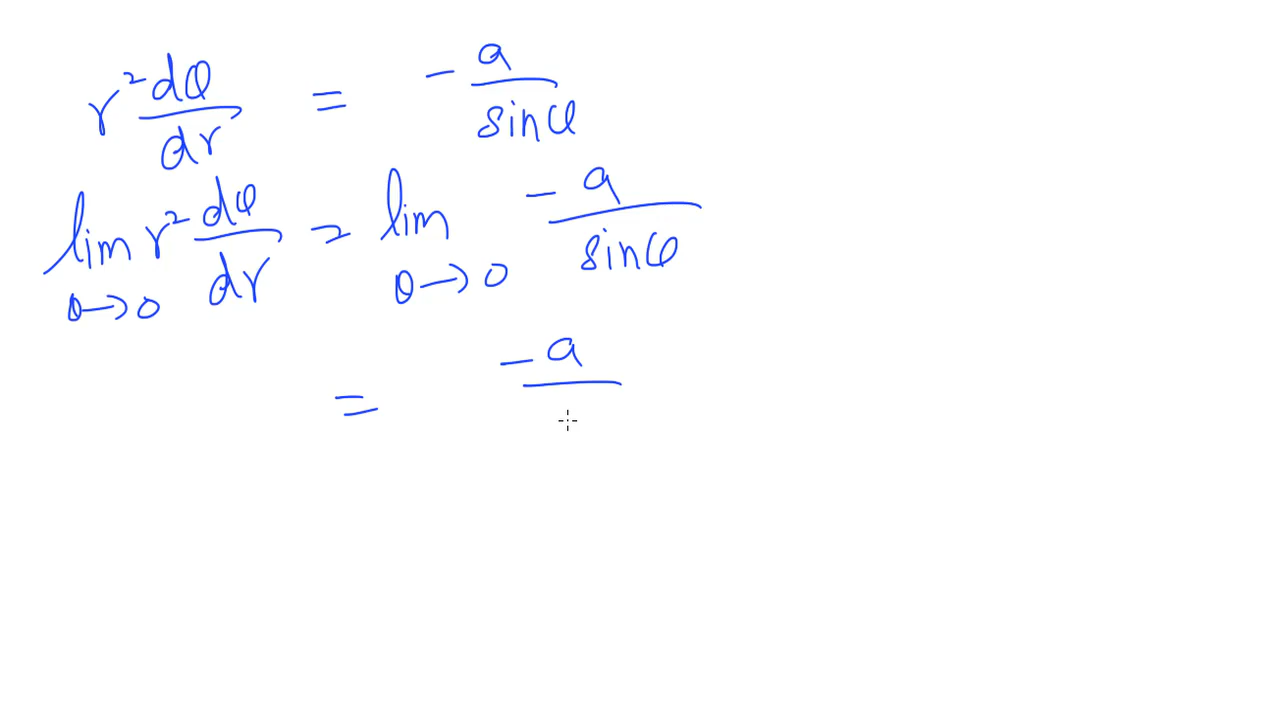 r² dθ/dr = -a/sinθ
lim θ→0 r² dθ/dr = lim θ→0 -a/sinθ
= -a/